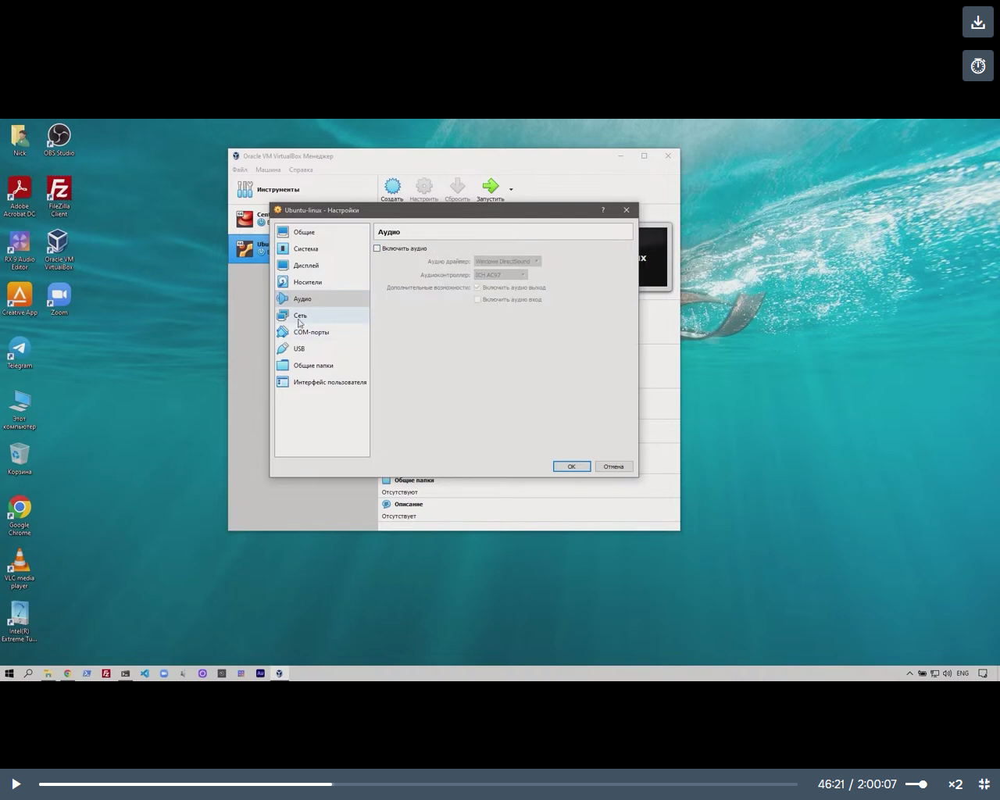 Nick
OBS Studio
Adobe Acrobat DC
FileZilla Client
RX 9 Audio Editor
Oracle VM VirtualBox
Creative App
Zoom
Telegram
Этот компьютер
Корзина
Google Chrome
VLC media player
Intel(R) Extreme Tu...
Oracle VM VirtualBox Менеджер
Файл Машина Справка
Инструменты
Создать Настроить Сбросить Запустить
Cen
Ubu
Ubuntu-linux - Настройки
?
Общие
Система
Дисплей
Носители
Аудио
Сеть
COM-порты
USB
Общие папки
Интерфейс пользователя
Аудио
Включить аудио
Аудио драйвер: Windows DirectSound
Аудиоконтроллер: ICH AC97
Дополнительные возможности: Включить аудио выход
Включить аудио вход
OK Отмена
ux
Общие папки
Отсутствуют
Описание
Отсутствует
Au
ENG
46:21 / 2:00:07
×2